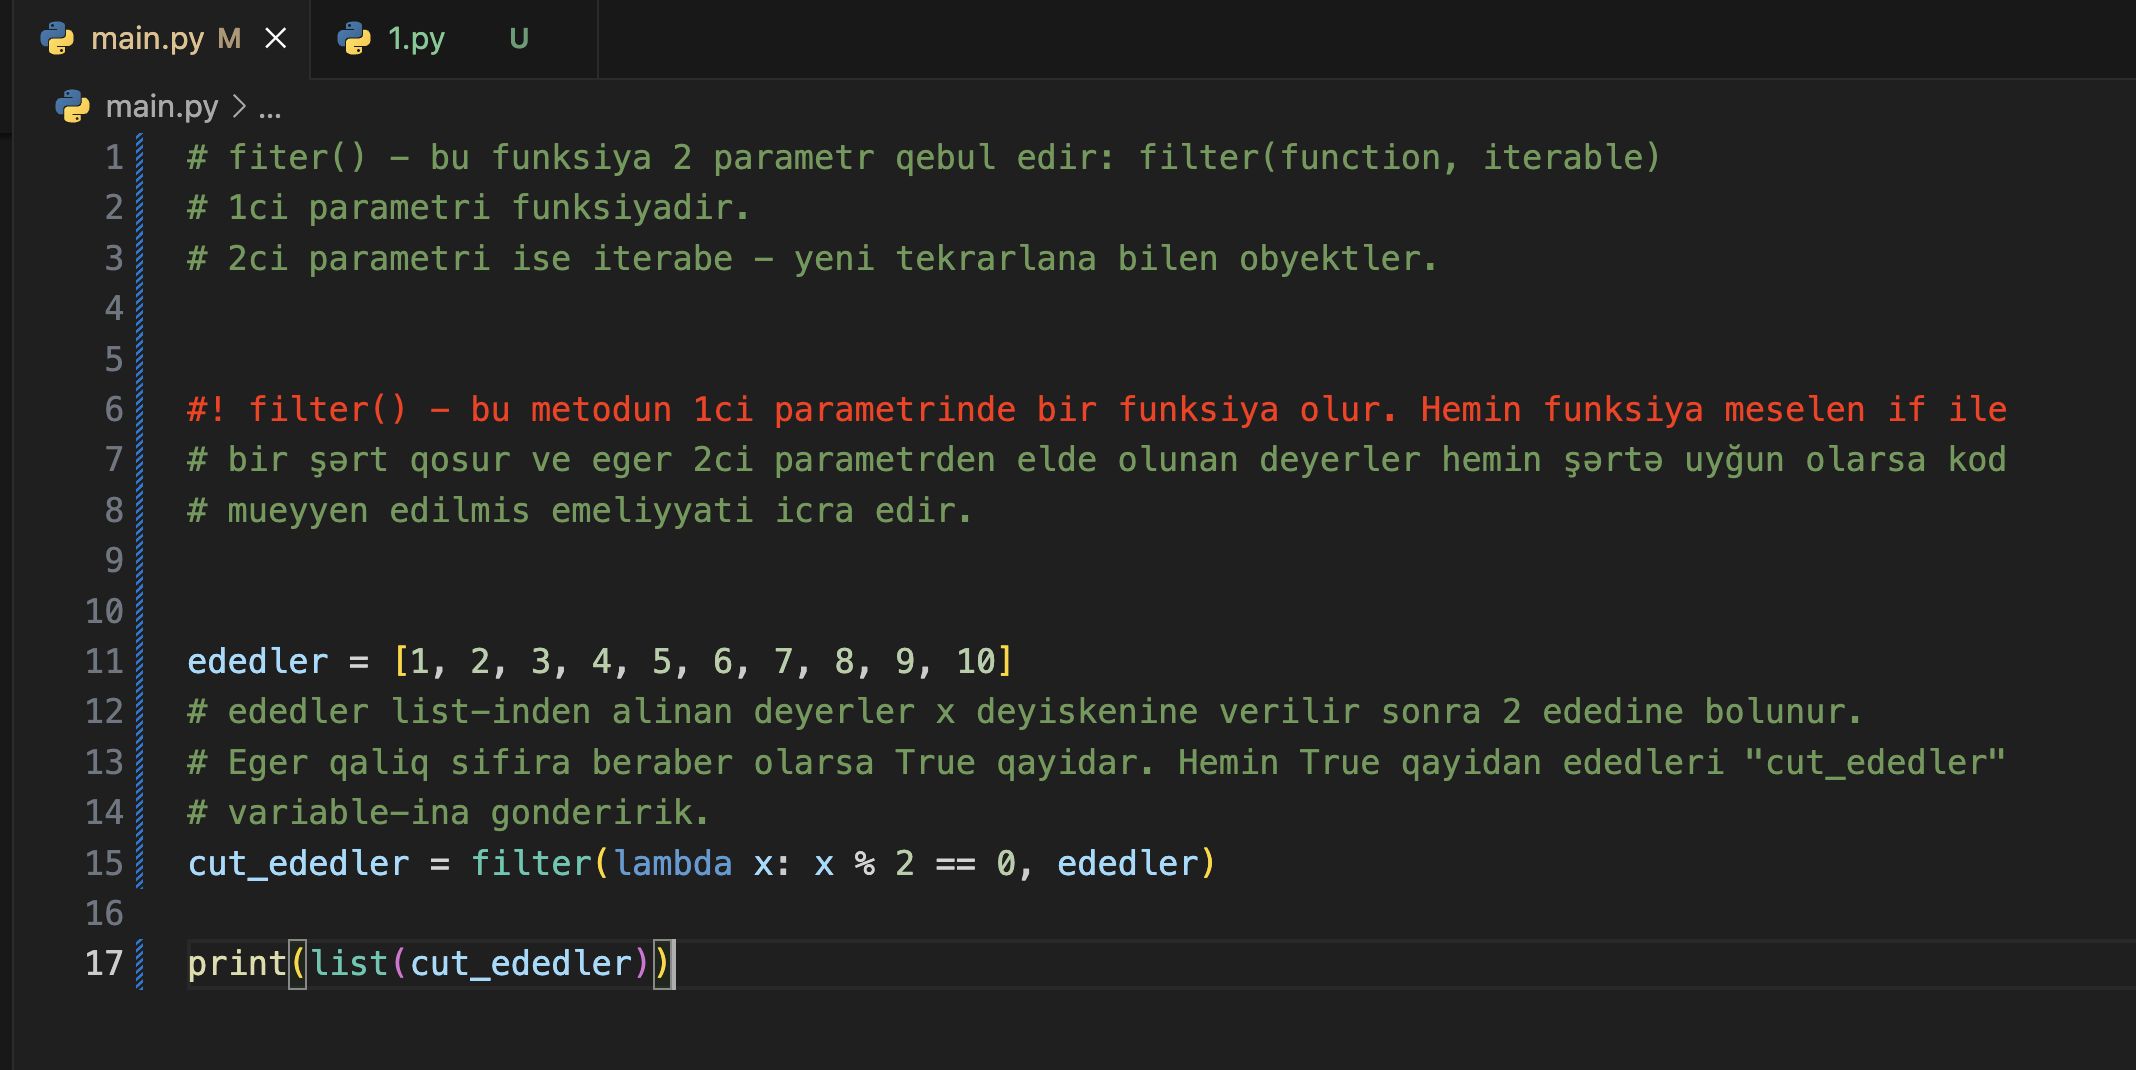 main.py M
1.py U
main.py > ...
1 # fiter() - bu funksiya 2 parametr qebul edir: filter(function, iterable)
2 # 1ci parametri funksiyadir.
3 # 2ci parametri ise iterabe - yeni tekrarlana bilen obyektler.
4
5
6 #! filter() - bu metodun 1ci parametrinde bir funksiya olur. Hemin funksiya meselen if ile
7 # bir şərt qosur ve eger 2ci parametrden elde olunan deyerler hemin şərtə uyğun olarsa kod
8 # mueyyen edilmis emeliyyati icra edir.
9
10
11 ededler = [1, 2, 3, 4, 5, 6, 7, 8, 9, 10]
12 # ededler list-inden alinan deyerler x deyiskenine verilir sonra 2 ededine bolunur.
13 # Eger qaliq sifira beraber olarsa True qayidar. Hemin True qayidan ededleri "cut_ededler"
14 # variable-ina gonderirik.
15 cut_ededler = filter(lambda x: x % 2 == 0, ededler)
16
17 print(list(cut_ededler))